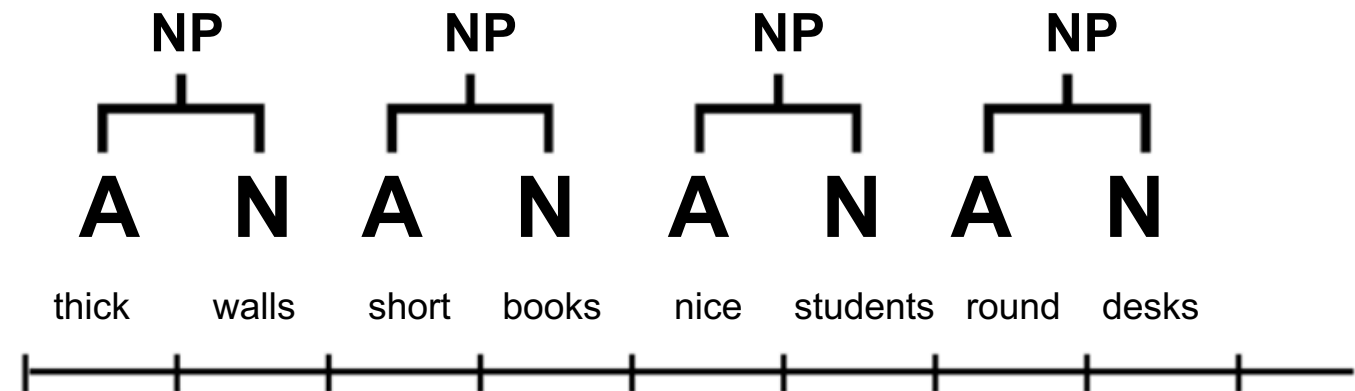 NP NP NP NP
A N A N A N A N
thick walls short books nice students round desks